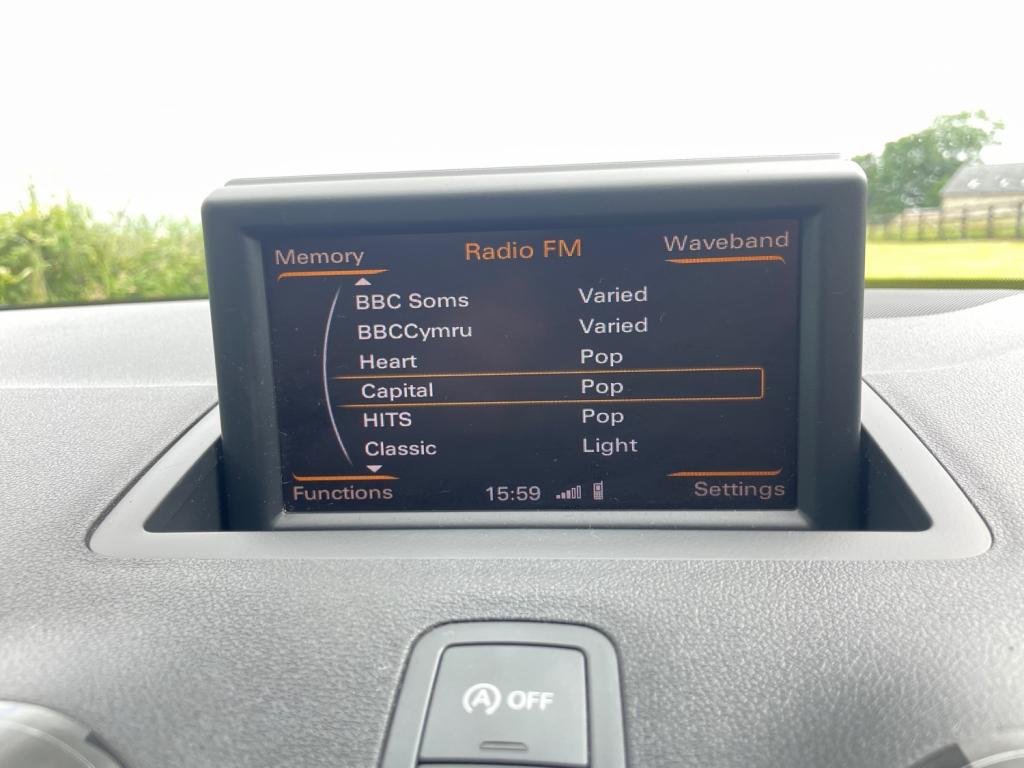 Memory Radio FM Waveband
BBC Soms Varied
BBCCymru Varied
Heart Pop
Capital Pop
HITS Pop
Classic Light
Functions 15:59 Settings
A OFF